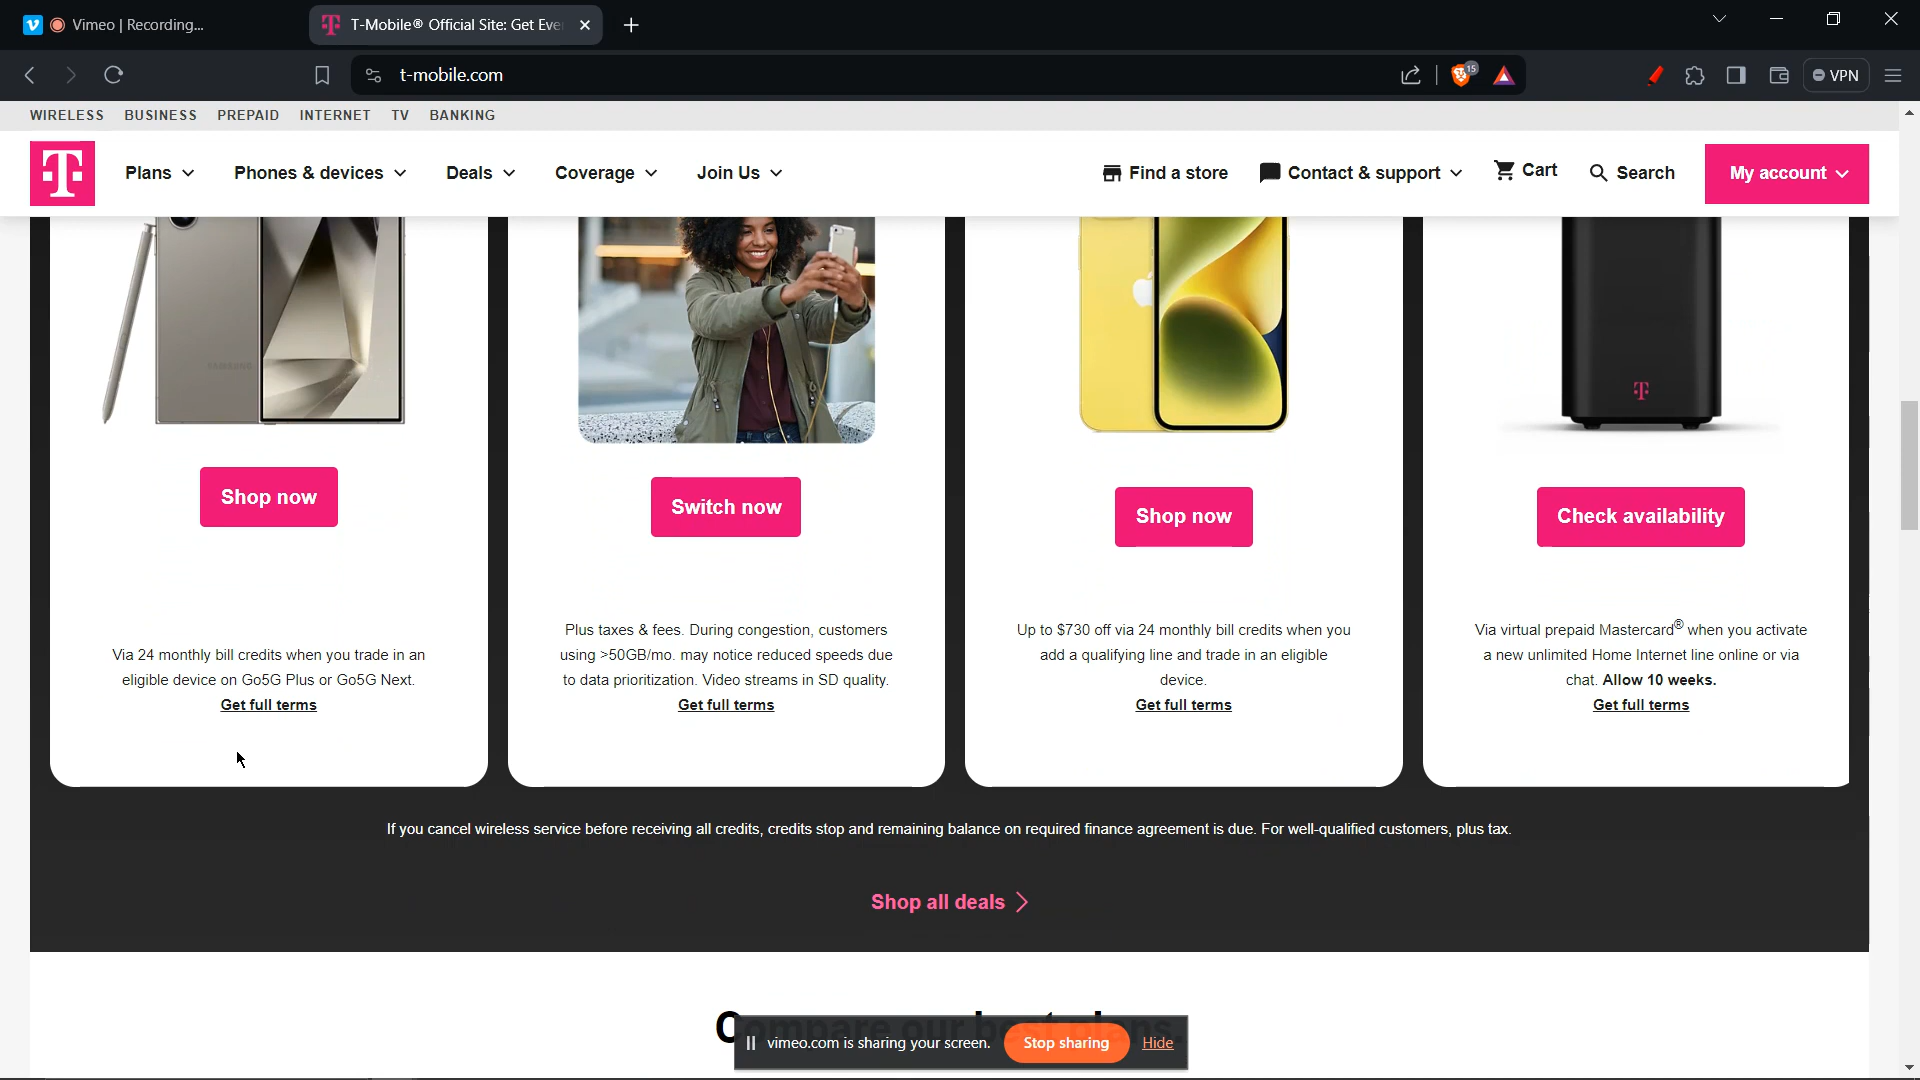 Vimeo | Recording...
T-Mobile® Official Site: Get Eve
t-mobile.com
15
VPN
WIRELESS BUSINESS PREPAID INTERNET TV BANKING
T Plans Phones & devices Deals Coverage Join Us Find a store Contact & support Cart Search My account
SAMSUNG
Shop now
Switch now
Shop now
Check availability
Via 24 monthly bill credits when you trade in an
eligible device on Go5G Plus or Go5G Next.
Get full terms
Plus taxes & fees. During congestion, customers
using >50GB/mo. may notice reduced speeds due
to data prioritization. Video streams in SD quality.
Get full terms
Up to $730 off via 24 monthly bill credits when you
add a qualifying line and trade in an eligible
device.
Get full terms
Via virtual prepaid Mastercard® when you activate
a new unlimited Home Internet line online or via
chat. Allow 10 weeks.
Get full terms
If you cancel wireless service before receiving all credits, credits stop and remaining balance on required finance agreement is due. For well-qualified customers, plus tax.
Shop all deals
Compare our best plans.
vimeo.com is sharing your screen. Stop sharing Hide